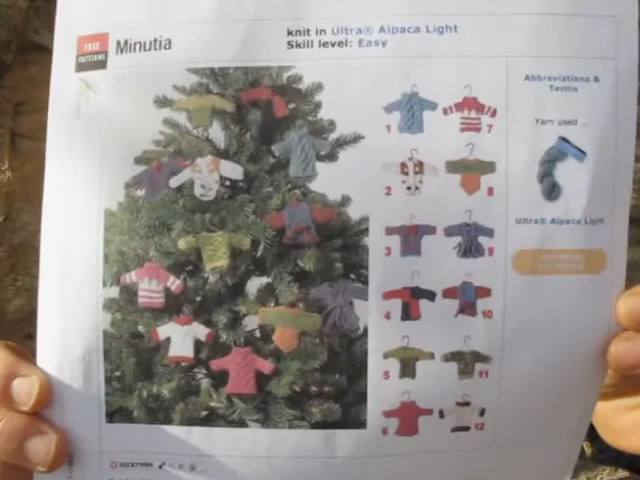 FREE
PATTERNS
Minutia
knit in Ultra® Alpaca Light
Skill level: Easy
Abbreviations &
Terms
Yarn used ...
Ultra® Alpaca Light
1
7
2
8
3
9
4
10
5
11
6
12
BOOKMARK